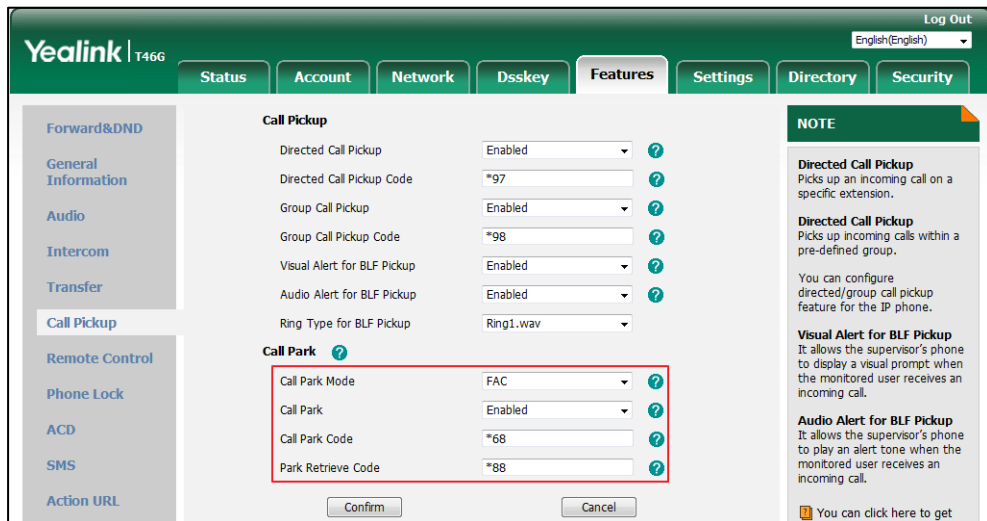 Log Out
Yealink T46G
English(English)
Status Account Network Dsskey Features Settings Directory Security
Forward&DND
General
Information
Audio
Intercom
Transfer
Call Pickup
Remote Control
Phone Lock
ACD
SMS
Action URL
Call Pickup
Directed Call Pickup Enabled ?
Directed Call Pickup Code *97 ?
Group Call Pickup Enabled ?
Group Call Pickup Code *98 ?
Visual Alert for BLF Pickup Enabled ?
Audio Alert for BLF Pickup Enabled ?
Ring Type for BLF Pickup Ring1.wav
Call Park ?
Call Park Mode FAC ?
Call Park Enabled ?
Call Park Code *68 ?
Park Retrieve Code *88 ?
Confirm Cancel
NOTE
Directed Call Pickup
Picks up an incoming call on a
specific extension.
Directed Call Pickup
Picks up incoming calls within a
pre-defined group.
You can configure
directed/group call pickup
feature for the IP phone.
Visual Alert for BLF Pickup
It allows the supervisor's phone
to display a visual prompt when
the monitored user receives an
incoming call.
Audio Alert for BLF Pickup
It allows the supervisor's phone
to play an alert tone when the
monitored user receives an
incoming call.
? You can click here to get